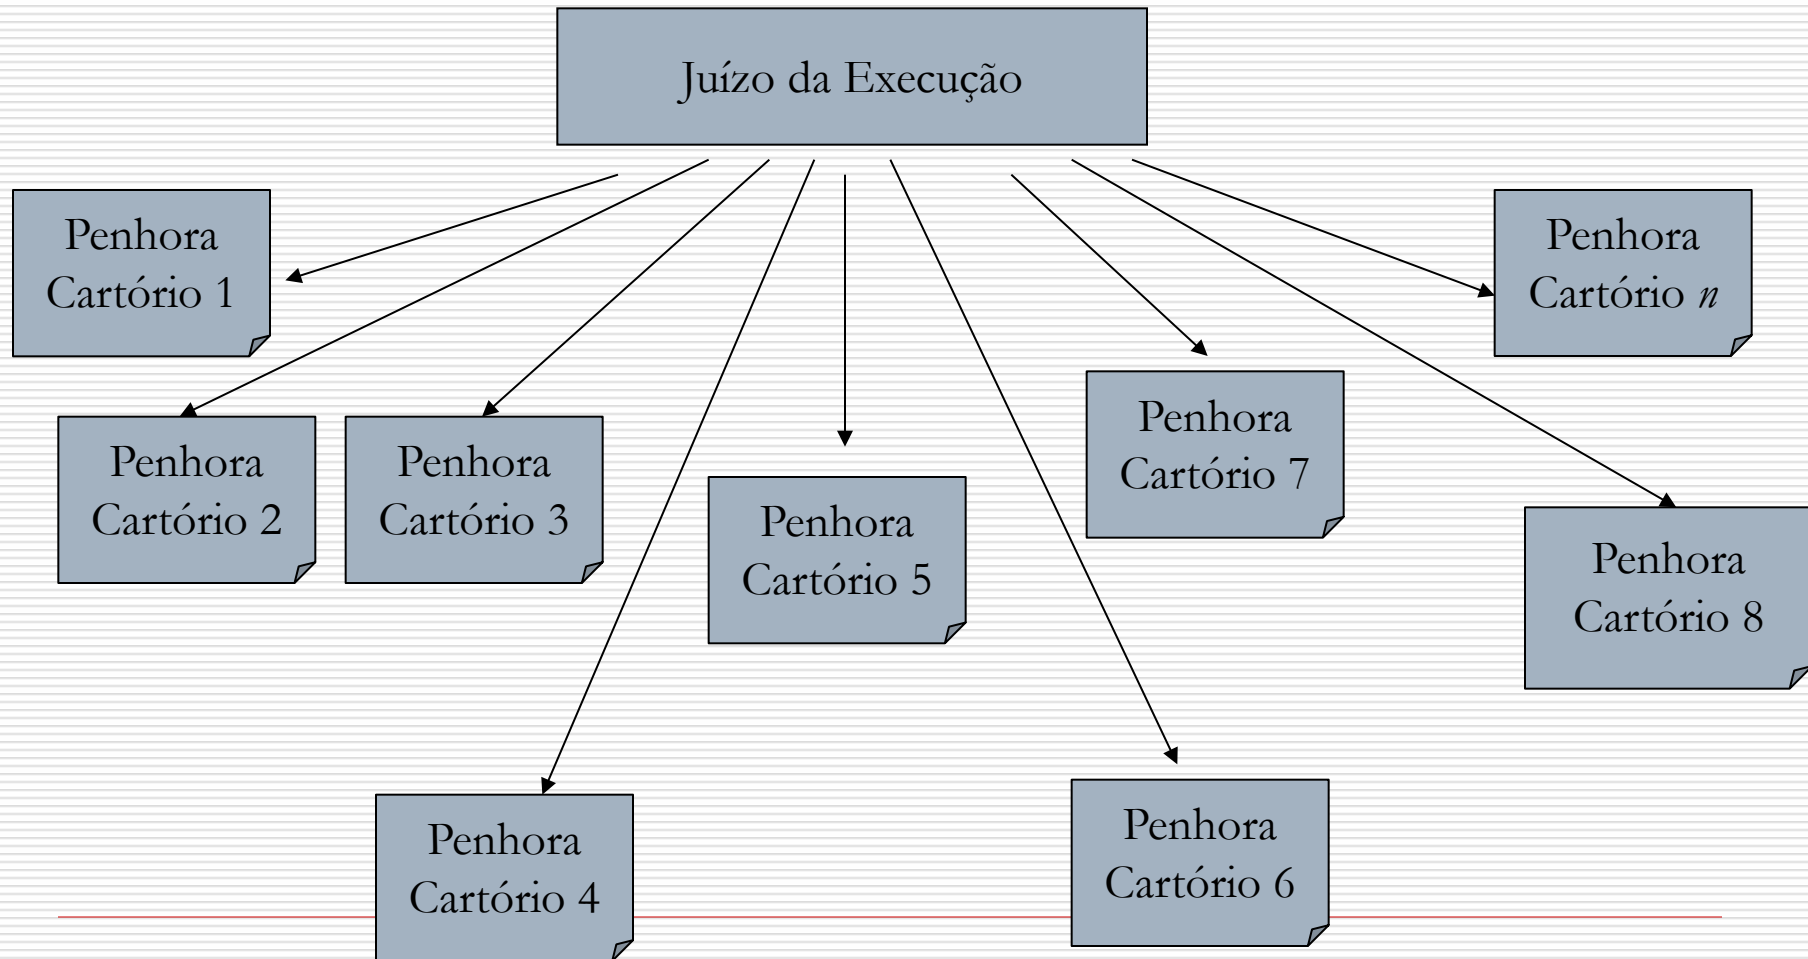 Juízo da Execução
Penhora
Cartório 1
Penhora
Cartório n
Penhora
Cartório 2
Penhora
Cartório 3
Penhora
Cartório 5
Penhora
Cartório 7
Penhora
Cartório 8
Penhora
Cartório 4
Penhora
Cartório 6